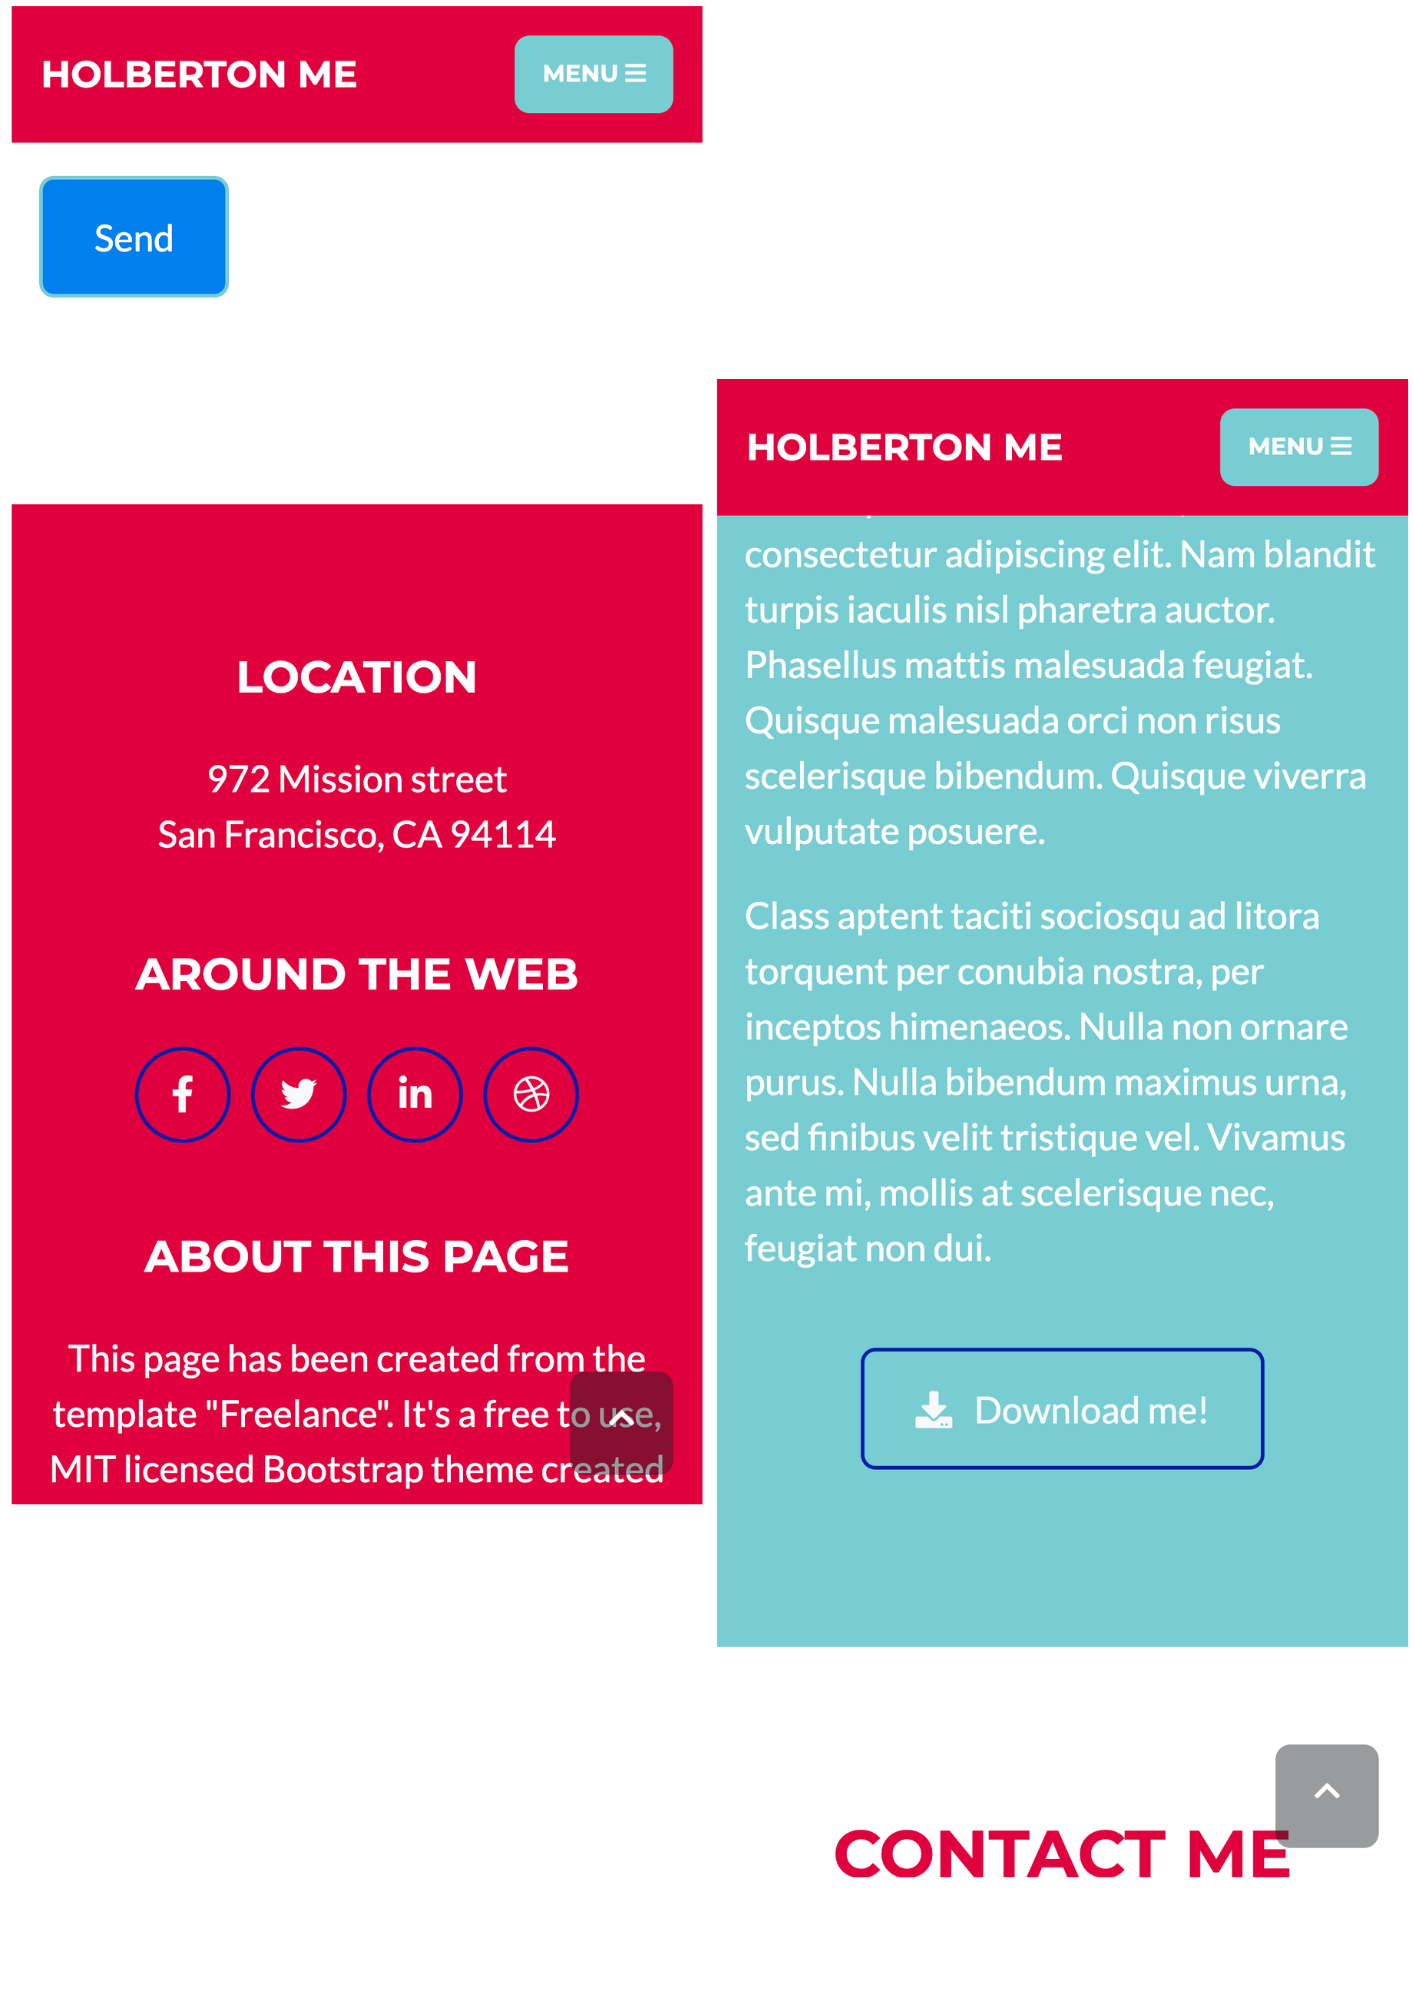 HOLBERTON ME
MENU
Send
LOCATION
972 Mission street
San Francisco, CA 94114
AROUND THE WEB
ABOUT THIS PAGE
This page has been created from the
template "Freelance". It's a free to use,
MIT licensed Bootstrap theme created
HOLBERTON ME
MENU
consectetur adipiscing elit. Nam blandit
turpis iaculis nisl pharetra auctor.
Phasellus mattis malesuada feugiat.
Quisque malesuada orci non risus
scelerisque bibendum. Quisque viverra
vulputate posuere.
Class aptent taciti sociosqu ad litora
torquent per conubia nostra, per
inceptos himenaeos. Nulla non ornare
purus. Nulla bibendum maximus urna,
sed finibus velit tristique vel. Vivamus
ante mi, mollis at scelerisque nec,
feugiat non dui.
Download me!
CONTACT ME